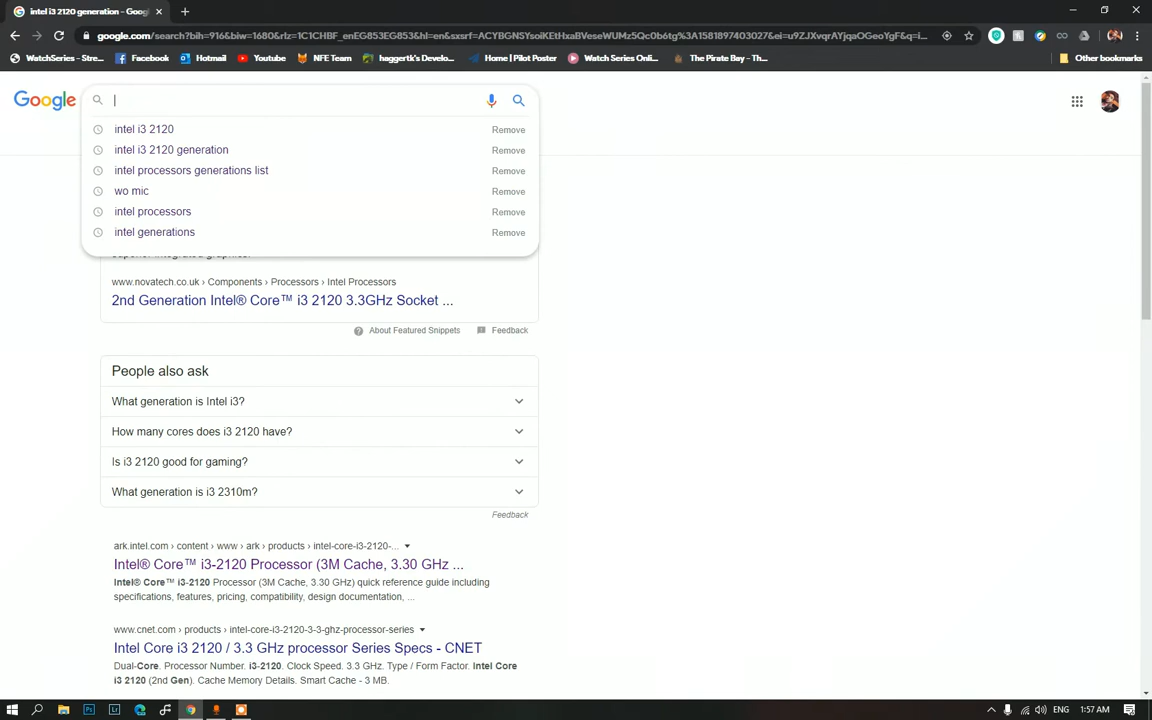 intel i3 2120 generation - Goog
google.com/search?bih=916&biw=1680&rlz=1C1CHBF_enEG853EG853&hl=en&sxsrf=ACYBGNSYsoiKEtHxaBVeseWUMz5Qc0b6tg%3A1581897403027&ei=u9ZJXvqrAYjqaOGeoYgF&q=i...
WatchSeries - Stre...
Facebook
Hotmail
Youtube
NFE Team
haggertk's Develo...
Home | Pilot Poster
Watch Series Onli...
The Pirate Bay - Th...
Other bookmarks
Google
intel i3 2120 Remove
intel i3 2120 generation Remove
intel processors generations list Remove
wo mic Remove
intel processors Remove
intel generations Remove
superior integrated graphics.
www.novatech.co.uk › Components › Processors › Intel Processors
2nd Generation Intel® Core™ i3 2120 3.3GHz Socket ...
About Featured Snippets Feedback
People also ask
What generation is Intel i3?
How many cores does i3 2120 have?
Is i3 2120 good for gaming?
What generation is i3 2310m?
Feedback
ark.intel.com › content › www › ark › products › intel-core-i3-2120-...
Intel® Core™ i3-2120 Processor (3M Cache, 3.30 GHz ...
Intel® Core™ i3-2120 Processor (3M Cache, 3.30 GHz) quick reference guide including
specifications, features, pricing, compatibility, design documentation, ...
www.cnet.com › products › intel-core-i3-2120-3-3-ghz-processor-series
Intel Core i3 2120 / 3.3 GHz processor Series Specs - CNET
Dual-Core. Processor Number. i3-2120. Clock Speed. 3.3 GHz. Type / Form Factor. Intel Core
i3 2120 (2nd Gen). Cache Memory Details. Smart Cache - 3 MB.
Ps
Lr
ENG
1:57 AM